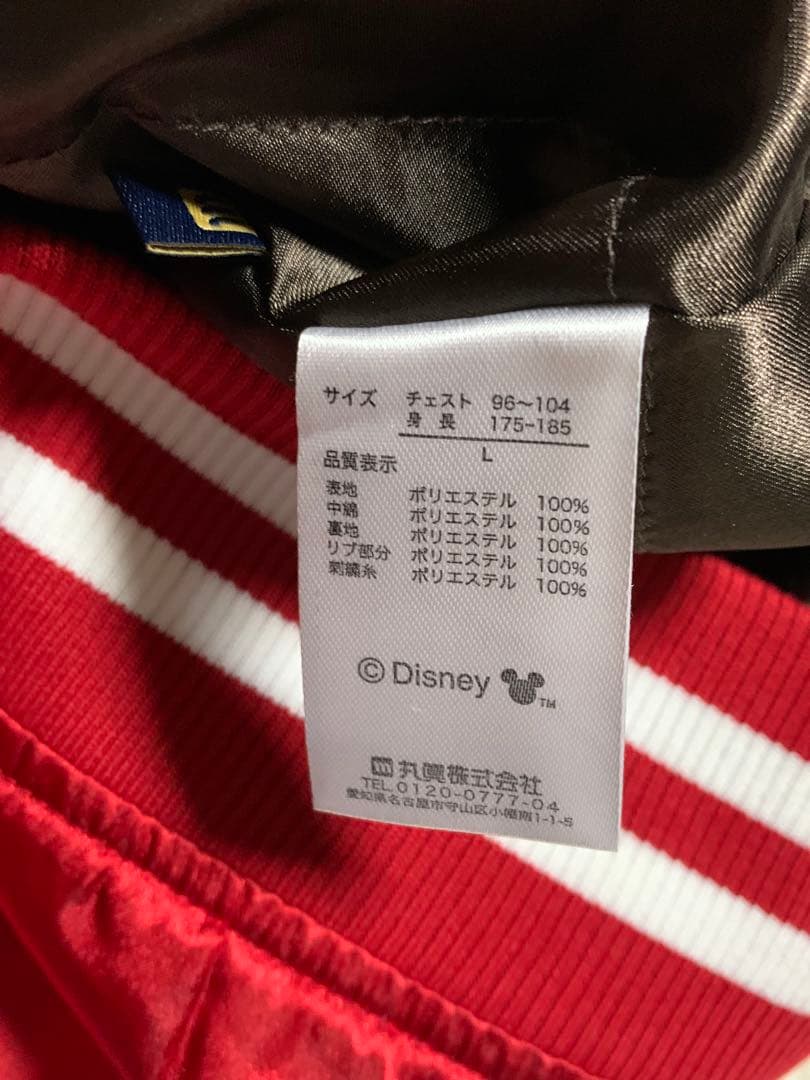 サイズ チェスト 96〜104
身 長 175-185
L
品質表示
表地 ポリエステル 100%
中綿 ポリエステル 100%
裏地 ポリエステル 100%
リブ部分 ポリエステル 100%
刺繍糸 ポリエステル 100%
© Disney TM
m 丸眞株式会社
TEL.0120-0777-04
愛知県名古屋市守山区小幡南1-1-5